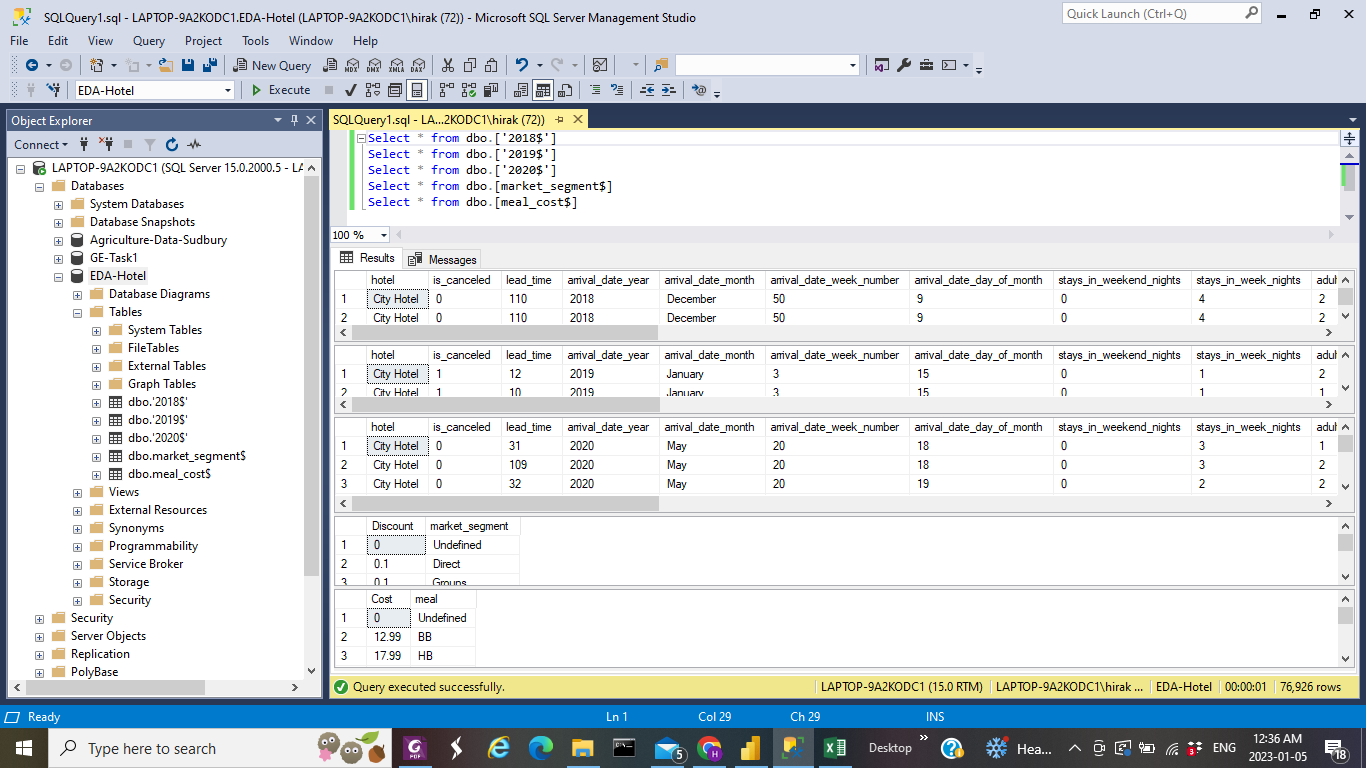 SQLQuery1.sql - LAPTOP-9A2KODC1.EDA-Hotel (LAPTOP-9A2KODC1\hirak (72)) - Microsoft SQL Server Management Studio
Quick Launch (Ctrl+Q)
File Edit View Query Project Tools Window Help
New Query MDX DMX XMLA DAX
EDA-Hotel Execute
Object Explorer
Connect
LAPTOP-9A2KODC1 (SQL Server 15.0.2000.5 - LA
Databases
System Databases
Database Snapshots
Agriculture-Data-Sudbury
GE-Task1
EDA-Hotel
Database Diagrams
Tables
System Tables
FileTables
External Tables
Graph Tables
dbo.'2018$'
dbo.'2019$'
dbo.'2020$'
dbo.market_segment$
dbo.meal_cost$
Views
External Resources
Synonyms
Programmability
Service Broker
Storage
Security
Security
Server Objects
Replication
PolyBase
SQLQuery1.sql - LA...2KODC1\hirak (72))
Select * from dbo.['2018$']
Select * from dbo.['2019$']
Select * from dbo.['2020$']
Select * from dbo.[market_segment$]
Select * from dbo.[meal_cost$]
100 %
Results Messages
hotel is_canceled lead_time arrival_date_year arrival_date_month arrival_date_week_number arrival_date_day_of_month stays_in_weekend_nights stays_in_week_nights adul
1 City Hotel 0 110 2018 December 50 9 0 4 2
2 City Hotel 0 110 2018 December 50 9 0 4 2
hotel is_canceled lead_time arrival_date_year arrival_date_month arrival_date_week_number arrival_date_day_of_month stays_in_weekend_nights stays_in_week_nights adul
1 City Hotel 1 12 2019 January 3 15 0 1 2
2 City Hotel 1 10 2019 January 3 15 0 1 1
hotel is_canceled lead_time arrival_date_year arrival_date_month arrival_date_week_number arrival_date_day_of_month stays_in_weekend_nights stays_in_week_nights adul
1 City Hotel 0 31 2020 May 20 18 0 3 1
2 City Hotel 0 109 2020 May 20 18 0 3 2
3 City Hotel 0 32 2020 May 20 19 0 2 2
Discount market_segment
1 0 Undefined
2 0.1 Direct
3 0.1 Groups
Cost meal
1 0 Undefined
2 12.99 BB
3 17.99 HB
Query executed successfully. LAPTOP-9A2KODC1 (15.0 RTM) LAPTOP-9A2KODC1\hirak ... EDA-Hotel 00:00:01 76,926 rows
Ready Ln 1 Col 29 Ch 29 INS
Type here to search 5 H Desktop Hea... 3 ENG 12:36 AM
2023-01-05 18